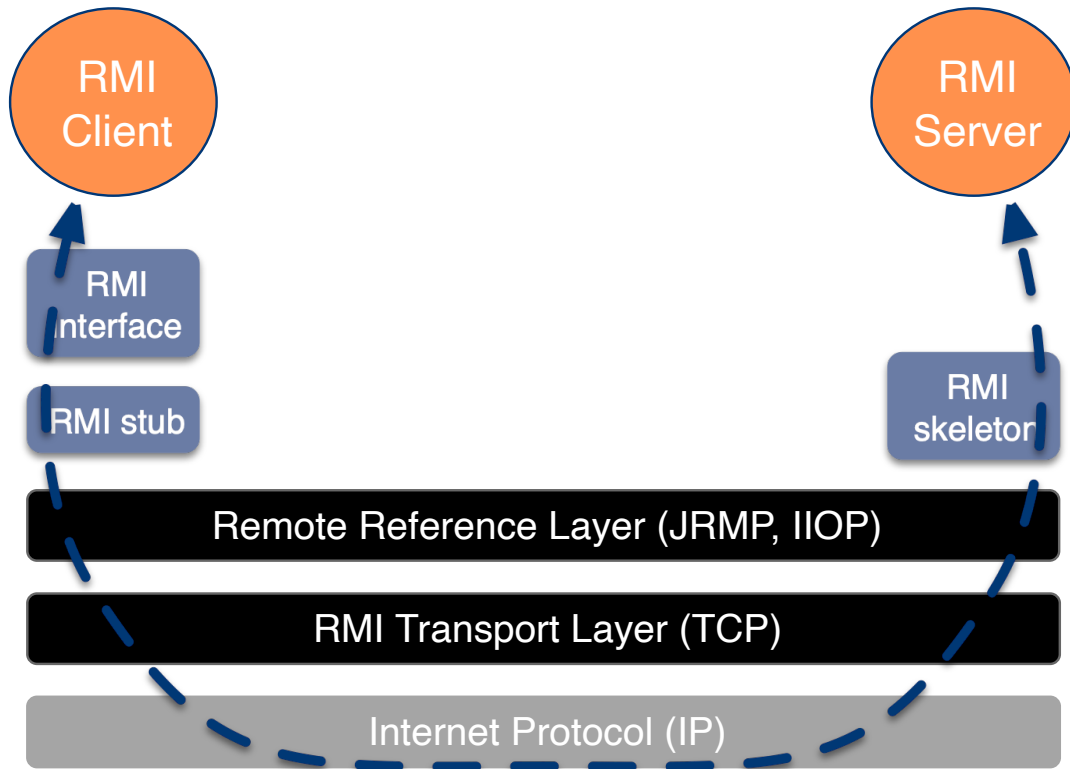 RMI
Client
RMI
Server
RMI
interface
RMI stub
RMI
skeleton
Remote Reference Layer (JRMP, IIOP)
RMI Transport Layer (TCP)
Internet Protocol (IP)